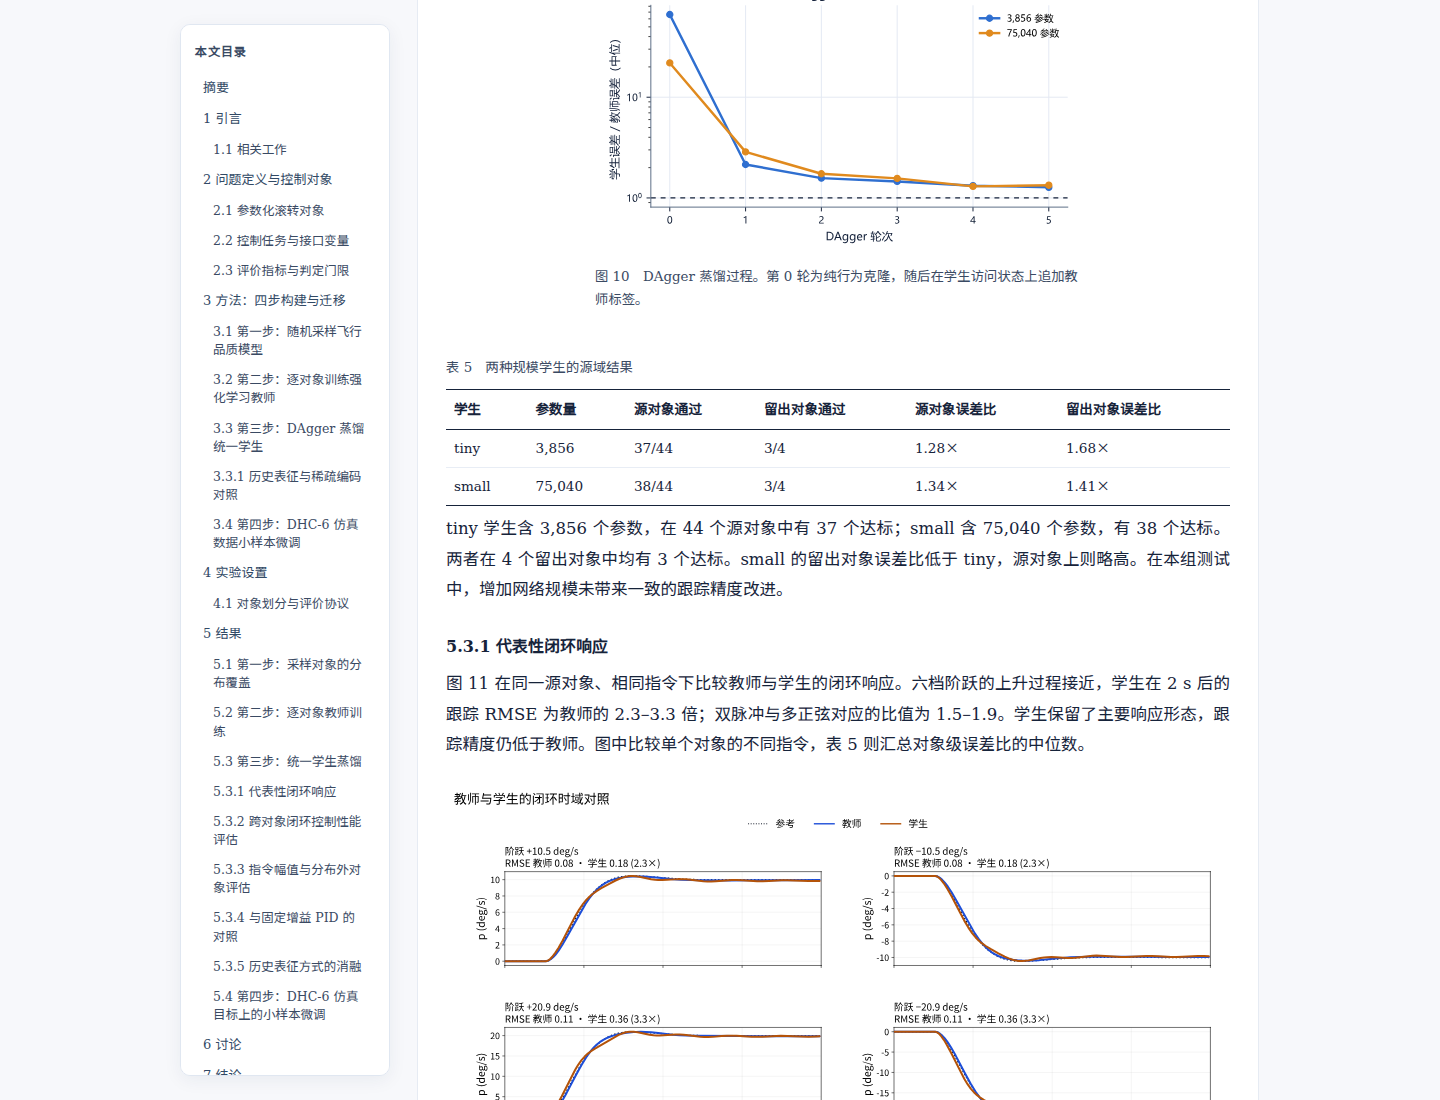 本文目录
摘要
1 引言
1.1 相关工作
2 问题定义与控制对象
2.1 参数化滚转对象
2.2 控制任务与接口变量
2.3 评价指标与判定门限
3 方法：四步构建与迁移
3.1 第一步：随机采样飞行
品质模型
3.2 第二步：逐对象训练强
化学习教师
3.3 第三步：DAgger 蒸馏
统一学生
3.3.1 历史表征与稀疏编码
对照
3.4 第四步：DHC-6 仿真
数据小样本微调
4 实验设置
4.1 对象划分与评价协议
5 结果
5.1 第一步：采样对象的分
布覆盖
5.2 第二步：逐对象教师训
练
5.3 第三步：统一学生蒸馏
5.3.1 代表性闭环响应
5.3.2 跨对象闭环控制性能
评估
5.3.3 指令幅值与分布外对
象评估
5.3.4 与固定增益 PID 的
对照
5.3.5 历史表征方式的消融
5.4 第四步：DHC-6 仿真
目标上的小样本微调
6 讨论
7 结论
3,856 参数
75,040 参数
学生误差 / 教师误差（中位）
10¹
10⁰
0 1 2 3 4 5
DAgger 轮次
图 10 DAgger 蒸馏过程。第 0 轮为纯行为克隆，随后在学生访问状态上追加教
师标签。
表 5 两种规模学生的源域结果
学生 参数量 源对象通过 留出对象通过 源对象误差比 留出对象误差比
tiny 3,856 37/44 3/4 1.28× 1.68×
small 75,040 38/44 3/4 1.34× 1.41×
tiny 学生含 3,856 个参数，在 44 个源对象中有 37 个达标；small 含 75,040 个参数，有 38 个达标。
两者在 4 个留出对象中均有 3 个达标。small 的留出对象误差比低于 tiny，源对象上则略高。在本组测试
中，增加网络规模未带来一致的跟踪精度改进。
5.3.1 代表性闭环响应
图 11 在同一源对象、相同指令下比较教师与学生的闭环响应。六档阶跃的上升过程接近，学生在 2 s 后的
跟踪 RMSE 为教师的 2.3–3.3 倍；双脉冲与多正弦对应的比值为 1.5–1.9。学生保留了主要响应形态，跟
踪精度仍低于教师。图中比较单个对象的不同指令，表 5 则汇总对象级误差比的中位数。
教师与学生的闭环时域对照
参考 教师 学生
阶跃 +10.5 deg/s
RMSE 教师 0.08 · 学生 0.18 (2.3×)
p (deg/s)
10
8
6
4
2
0
阶跃 −10.5 deg/s
RMSE 教师 0.08 · 学生 0.18 (2.3×)
p (deg/s)
0
-2
-4
-6
-8
-10
阶跃 +20.9 deg/s
RMSE 教师 0.11 · 学生 0.36 (3.3×)
p (deg/s)
20
15
10
5
阶跃 −20.9 deg/s
RMSE 教师 0.11 · 学生 0.36 (3.3×)
p (deg/s)
0
-5
-10
-15